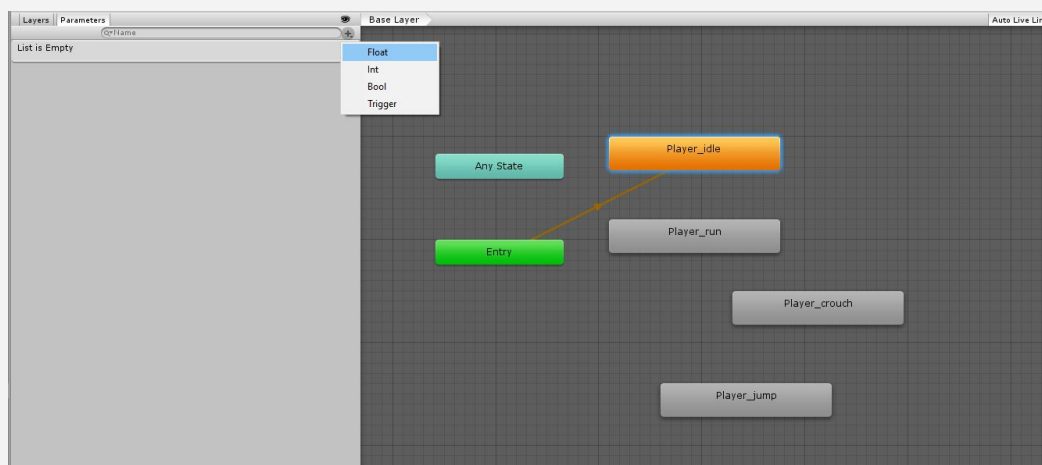 Layers Parameters
Name
List is Empty
Float
Int
Bool
Trigger
Base Layer
Auto Live Lin
Any State
Player_idle
Entry
Player_run
Player_crouch
Player_jump